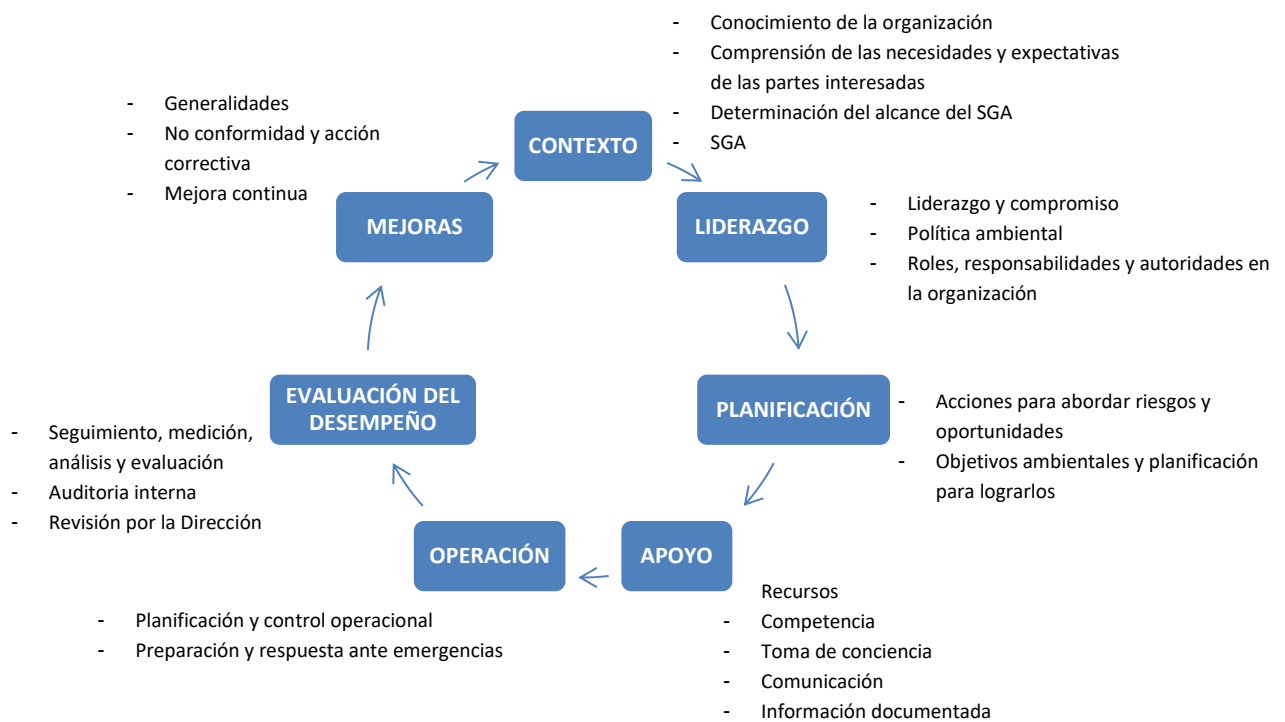 - Conocimiento de la organización
- Comprensión de las necesidades y expectativas
de las partes interesadas
- Determinación del alcance del SGA
- SGA
CONTEXTO
- Liderazgo y compromiso
- Política ambiental
- Roles, responsabilidades y autoridades en
la organización
LIDERAZGO
PLANIFICACIÓN
- Acciones para abordar riesgos y
oportunidades
- Objetivos ambientales y planificación
para lograrlos
APOYO
Recursos
- Competencia
- Toma de conciencia
- Comunicación
- Información documentada
OPERACIÓN
- Planificación y control operacional
- Preparación y respuesta ante emergencias
EVALUACIÓN DEL
DESEMPEÑO
- Seguimiento, medición,
análisis y evaluación
- Auditoria interna
- Revisión por la Dirección
MEJORAS
- Generalidades
- No conformidad y acción
correctiva
- Mejora continua